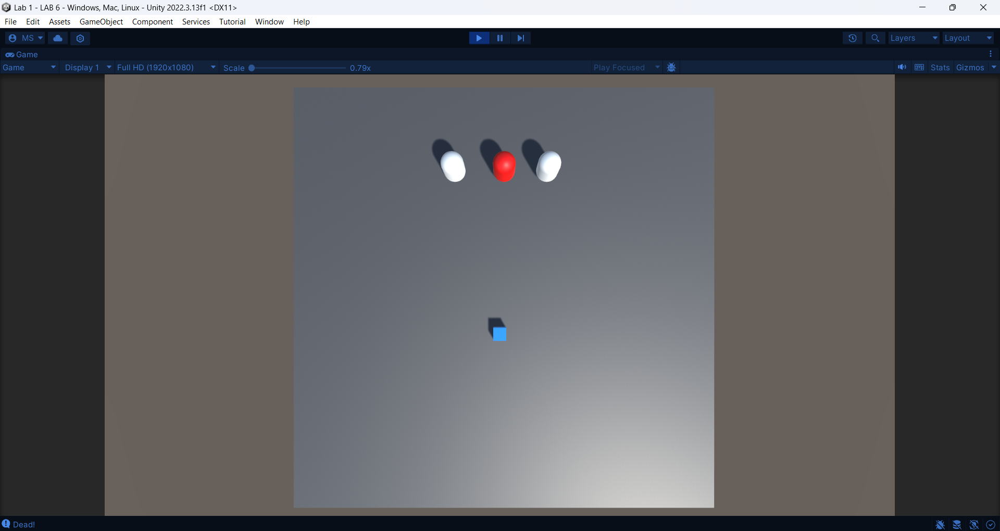 Lab 1 - LAB 6 - Windows, Mac, Linux - Unity 2022.3.13f1 <DX11>
File Edit Assets GameObject Component Services Tutorial Window Help
MS Layers Layout
Game
Game Display 1 Full HD (1920x1080) Scale 0.79x Play Focused Stats Gizmos
Dead!